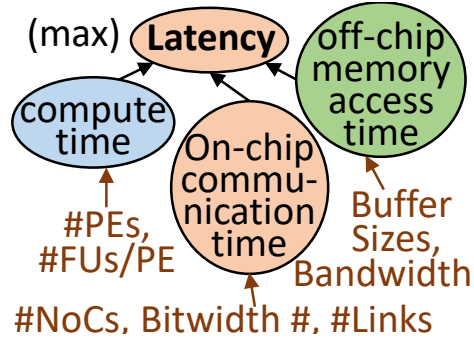 (max)
Latency
off-chip
memory
access
time
compute
time
On-chip
commu-
nication
time
#PEs,
#FUs/PE
Buffer
Sizes,
Bandwidth
#NoCs, Bitwidth #, #Links